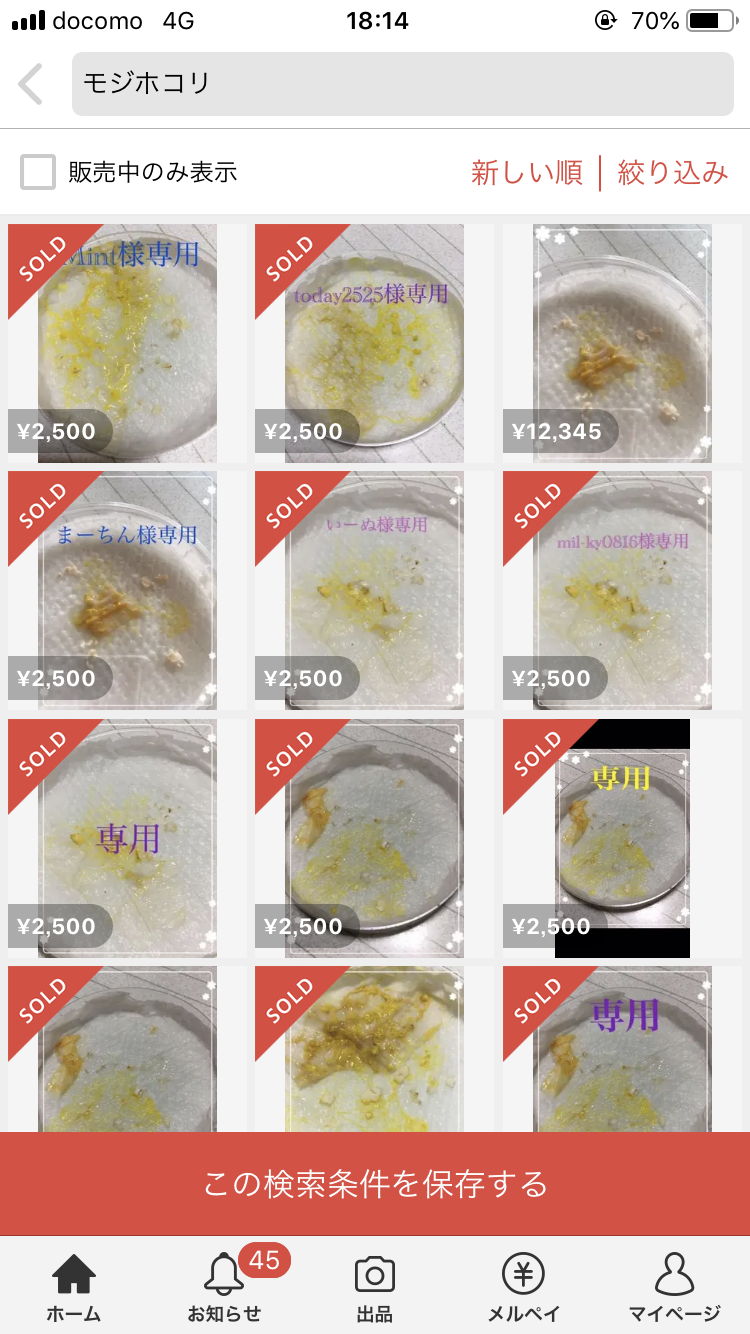 docomo 4G 18:14 70%
モジホコリ
販売中のみ表示 新しい順 | 絞り込み
SOLD Mint様専用 ¥2,500
SOLD today2525様専用 ¥2,500
¥12,345
SOLD まーちん様専用 ¥2,500
SOLD いーぬ様専用 ¥2,500
SOLD mil-ky0816様専用 ¥2,500
SOLD 専用 ¥2,500
SOLD ¥2,500
SOLD 専用 ¥2,500
SOLD
SOLD
SOLD 専用
この検索条件を保存する
ホーム
45
お知らせ
出品
メルペイ
マイページ